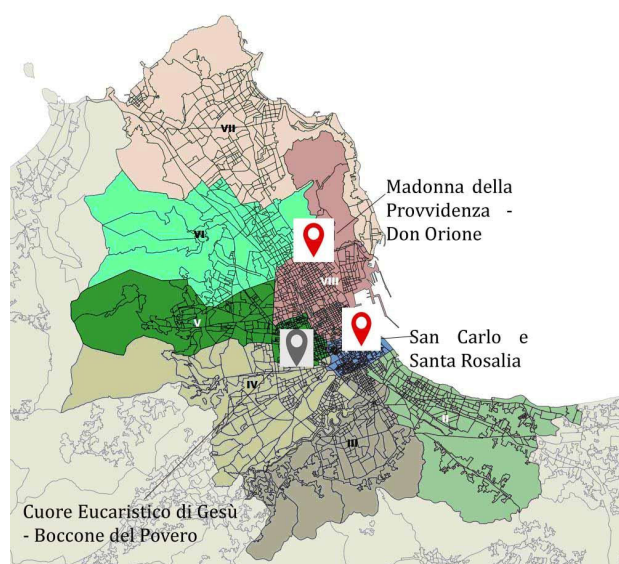 VII
Madonna della
Provvidenza -
Don Orione
VI
VIII
V
San Carlo e
Santa Rosalia
IV
II
III
Cuore Eucaristico di Gesù
- Boccone del Povero